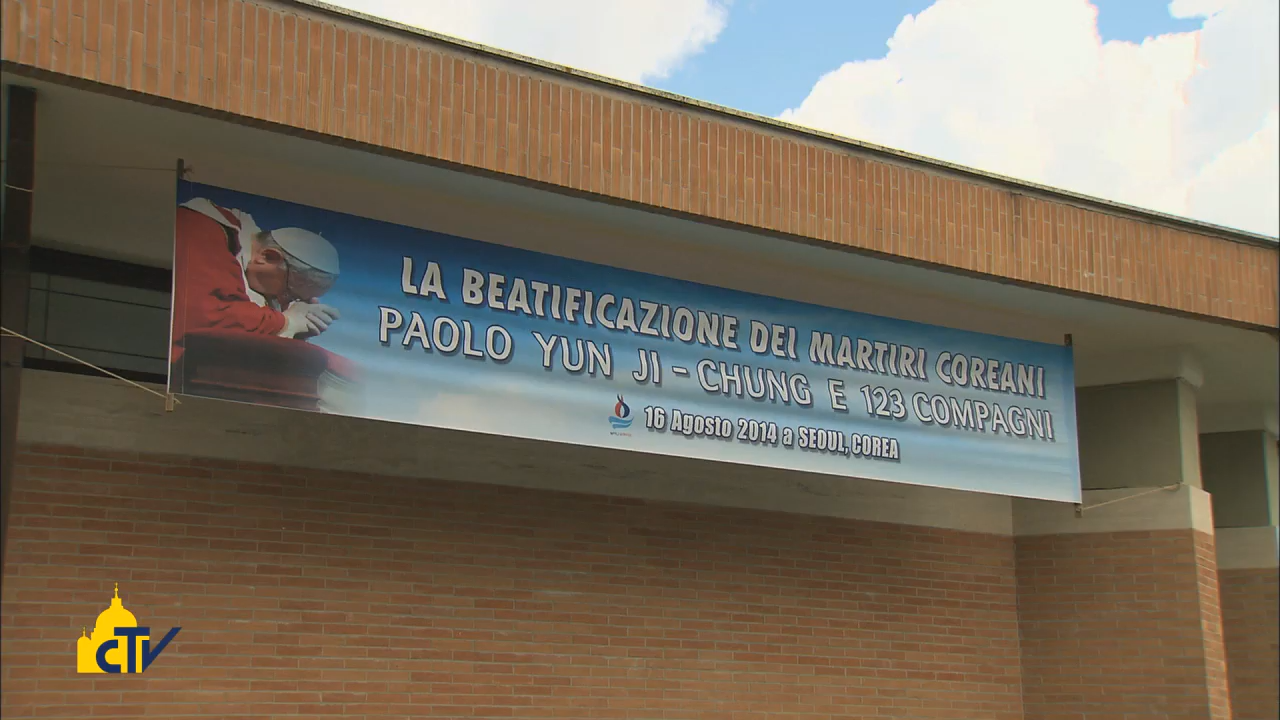 LA BEATIFICAZIONE DEI MARTIRI COREANI
PAOLO YUN JI - CHUNG E 123 COMPAGNI
16 Agosto 2014 a SEOUL, COREA
CTV